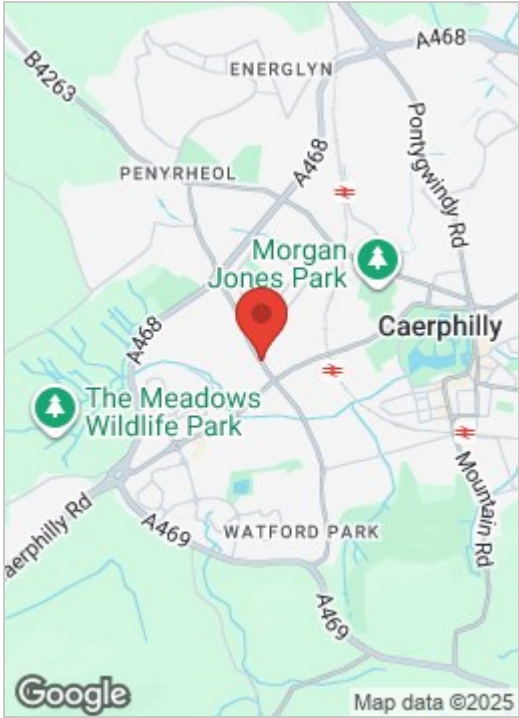 A468
B4263
ENERGLYN
A468
Pontygwindy Rd
PENYRHEOL
Morgan
Jones Park
A468
Caerphilly
The Meadows
Wildlife Park
aerphilly Rd
A469
WATFORD PARK
Mountain Rd
A469
Google
Map data ©2025